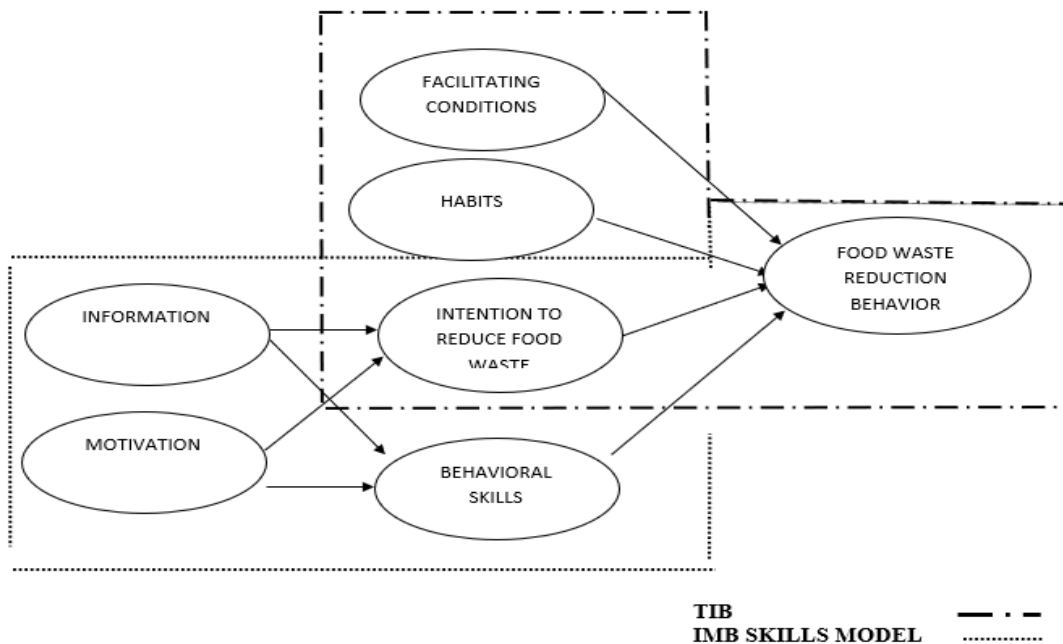 FACILITATING
CONDITIONS
HABITS
FOOD WASTE
REDUCTION
BEHAVIOR
INFORMATION
INTENTION TO
REDUCE FOOD
WASTE
MOTIVATION
BEHAVIORAL
SKILLS
TIB
IMB SKILLS MODEL